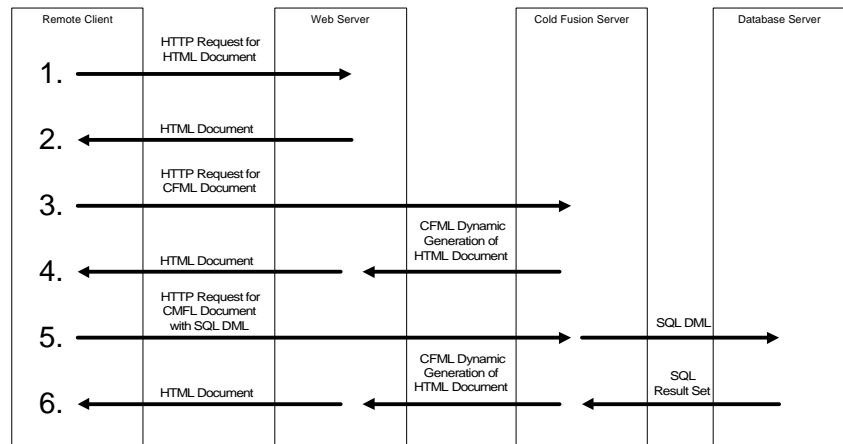 Remote Client
Web Server
Cold Fusion Server
Database Server
HTTP Request for
HTML Document
1.
HTML Document
2.
HTTP Request for
CFML Document
3.
CFML Dynamic
Generation of
HTML Document
HTML Document
4.
HTTP Request for
CMFL Document
with SQL DML
SQL DML
5.
CFML Dynamic
Generation of
HTML Document
SQL
Result Set
HTML Document
6.